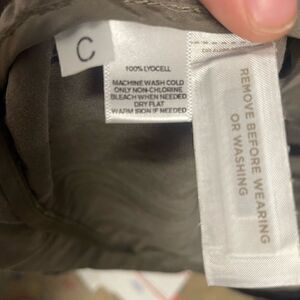 C
100% LYOCELL
MACHINE WASH COLD
ONLY NON-CHLORINE
BLEACH WHEN NEEDED
DRY FLAT
WARM IRON IF NEEDED
REMOVE BEFORE WEARING
OR WASHING